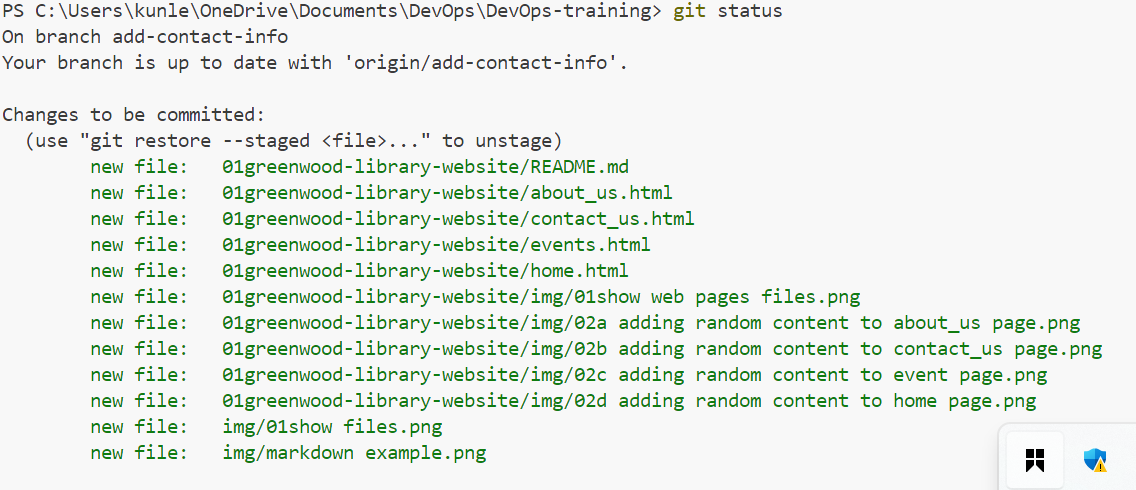 PS C:\Users\kunle\OneDrive\Documents\DevOps\DevOps-training> git status
On branch add-contact-info
Your branch is up to date with 'origin/add-contact-info'.

Changes to be committed:
  (use "git restore --staged <file>..." to unstage)
        new file:   01greenwood-library-website/README.md
        new file:   01greenwood-library-website/about_us.html
        new file:   01greenwood-library-website/contact_us.html
        new file:   01greenwood-library-website/events.html
        new file:   01greenwood-library-website/home.html
        new file:   01greenwood-library-website/img/01show web pages files.png
        new file:   01greenwood-library-website/img/02a adding random content to about_us page.png
        new file:   01greenwood-library-website/img/02b adding random content to contact_us page.png
        new file:   01greenwood-library-website/img/02c adding random content to event page.png
        new file:   01greenwood-library-website/img/02d adding random content to home page.png
        new file:   img/01show files.png
        new file:   img/markdown example.png